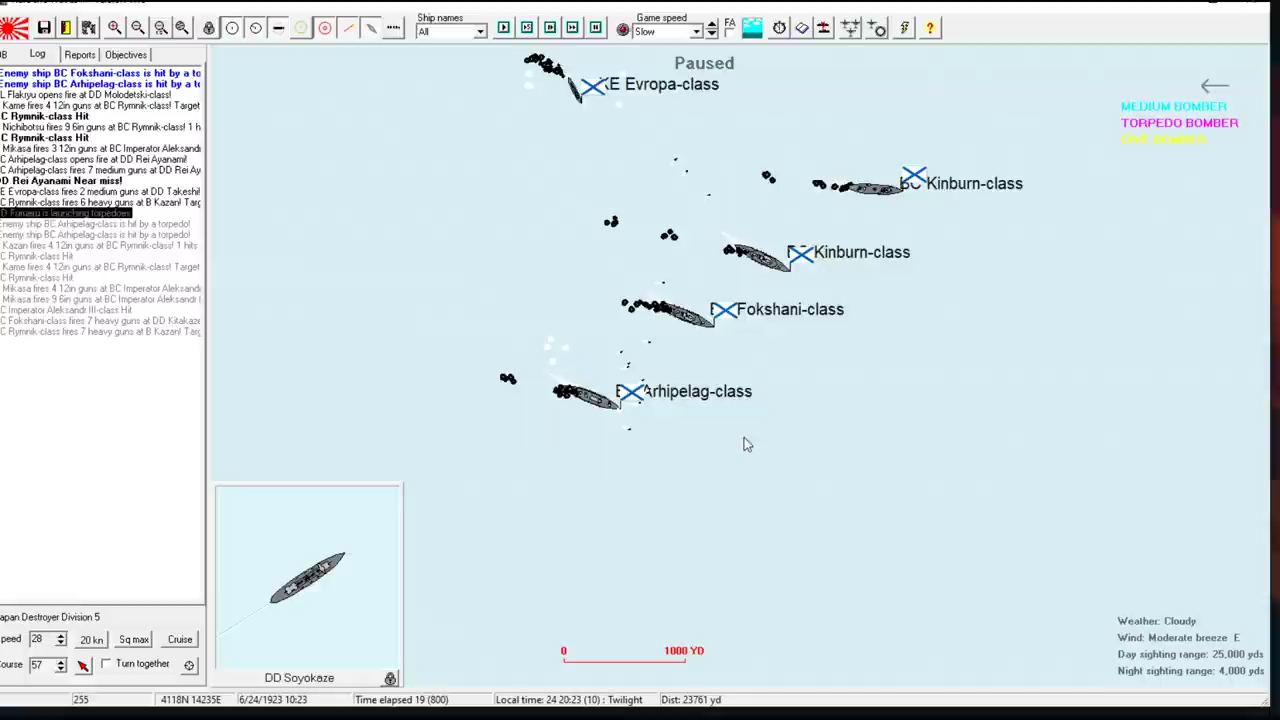 Ship names
Game speed
All
Slow
FA
OB
Log
Reports
Objectives
Paused
Enemy ship BC Fokshani-class is hit by a to
Enemy ship BC Arhipelag-class is hit by a to
opens fire at DD Molodetski-class!
Kame fires 4 12in guns at BC Rymnik-class! Target
C Rymnik-class Hit
Nichibotsu fires 9 6in guns at BC Rymnik-class! 1 h
C Rymnik-class Hit
Mikasa fires 3 12in guns at BC Imperator Aleksandr
C Arhipelag-class opens fire at DD Rei Ayanami!
C Arhipelag-class fires 7 medium guns at DD Rei Ay
DD Rei Ayanami Near miss!
E Evropa-class fires 2 medium guns at DD Takeshi!
C Rymnik-class fires 6 heavy guns at B Kazan! Targ
is launching torpedoes
Enemy ship BC Arhipelag-class is hit by a torpedo!
Enemy ship BC Arhipelag-class is hit by a torpedo!
Kazan fires 4 12in guns at BC Rymnik-class! 1 hits
C Rymnik-class Hit
Kame fires 4 12in guns at BC Rymnik-class! Target
C Rymnik-class Hit
Mikasa fires 4 12in guns at BC Imperator Aleksandr
Mikasa fires 9 6in guns at BC Imperator Aleksandr I
C Imperator Aleksandr III-class Hit
C Fokshani-class fires 7 heavy guns at DD Kitakaze
C Rymnik-class fires 7 heavy guns at B Kazan! Targ
KE Evropa-class
MEDIUM BOMBER
TORPEDO BOMBER
DIVE BOMBER
BC Kinburn-class
Kinburn-class
Fokshani-class
Arhipelag-class
DD Soyokaze
apan Destroyer Division 5
peed 28 20 kn Sq max Cruise
Course 57 Turn together
0 1000 YD
Weather: Cloudy
Wind: Moderate breeze E
Day sighting range: 25,000 yds
Night sighting range: 4,000 yds
255
4118N 14235E
6/24/1923 10:23
Time elapsed 19 (800)
Local time: 24 20:23 (10) : Twilight
Dist: 23761 yd